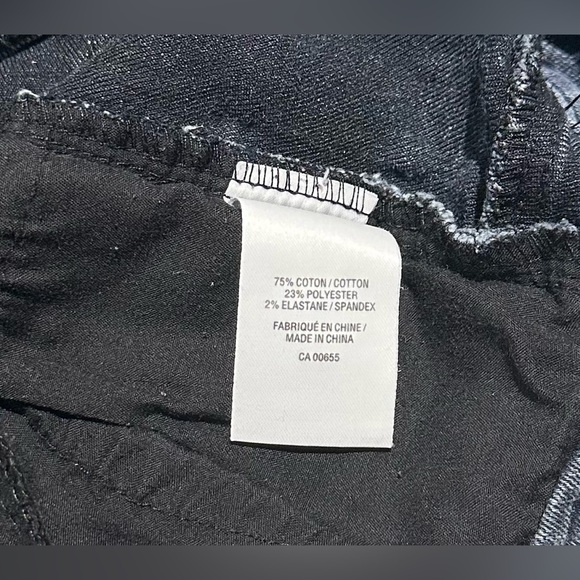 75% COTON / COTTON
23% POLYESTER
2% ELASTANE / SPANDEX
FABRIQUÉ EN CHINE /
MADE IN CHINA
CA 00655